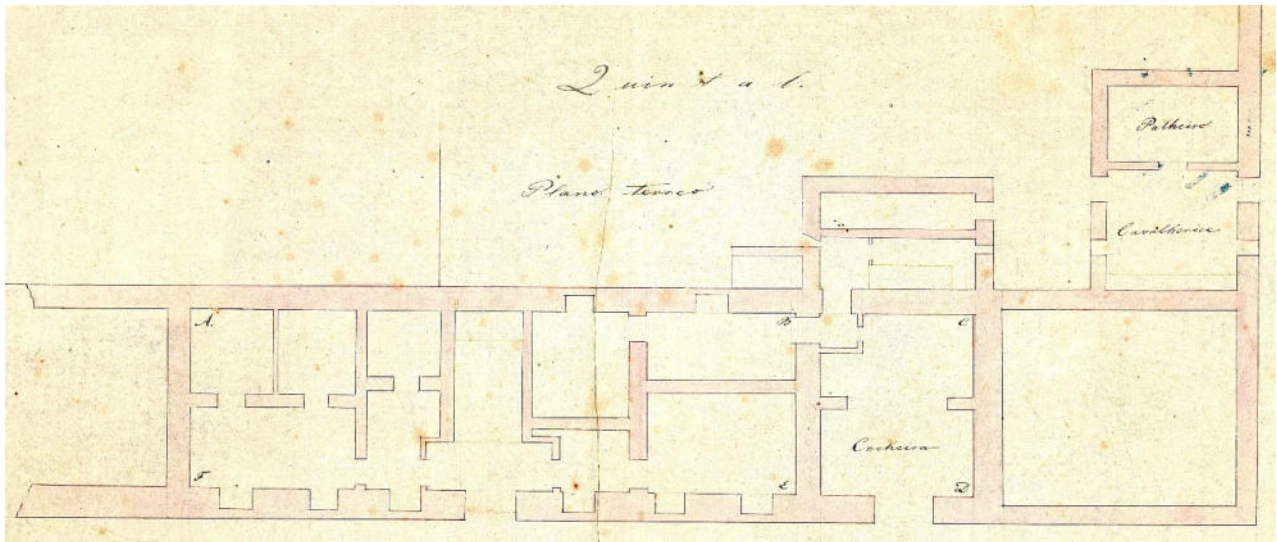 Quintal.
Palheiro
Plano terreo
Cavalherice
A.
B
C
Cocheira
F
E
D